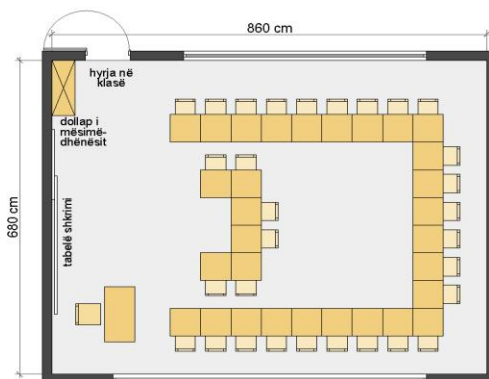 860 cm
hyrja në
klasë
dollap i
mësimë-
dhënësit
680 cm
tabelë shkrimi